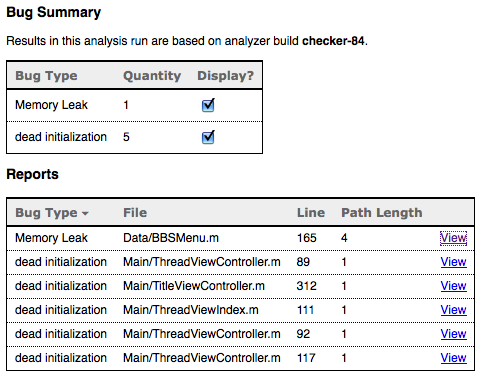 Bug Summary
Results in this analysis run are based on analyzer build checker-84.
Bug Type Quantity Display?
Memory Leak 1
dead initialization 5
Reports
Bug Type File Line Path Length
Memory Leak Data/BBSMenu.m 165 4 View
dead initialization Main/ThreadViewController.m 89 1 View
dead initialization Main/TitleViewController.m 312 1 View
dead initialization Main/ThreadViewIndex.m 111 1 View
dead initialization Main/ThreadViewController.m 92 1 View
dead initialization Main/ThreadViewController.m 117 1 View